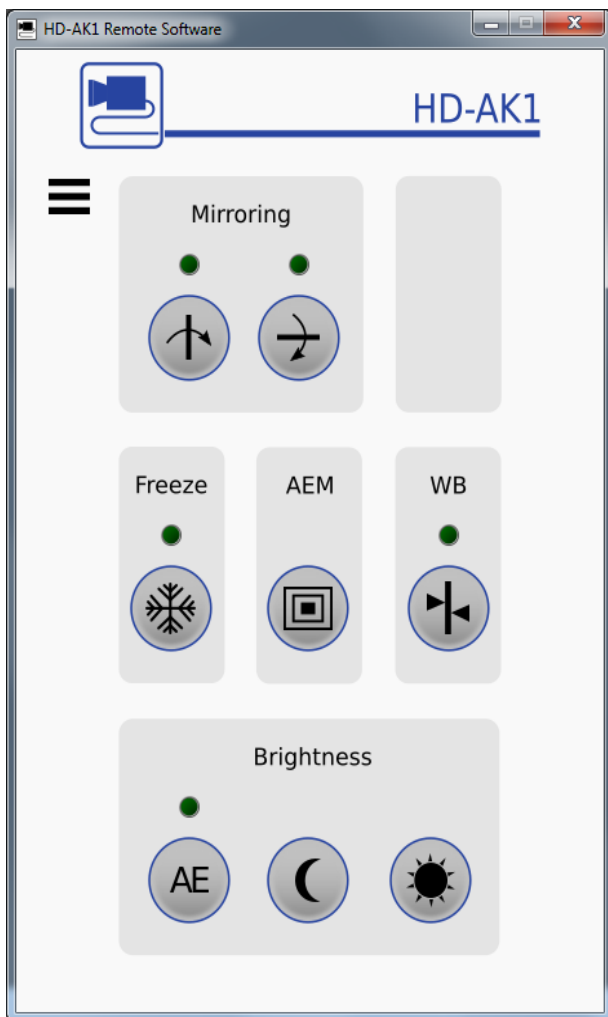 HD-AK1 Remote Software
HD-AK1
Mirroring
Freeze
AEM
WB
Brightness
AE